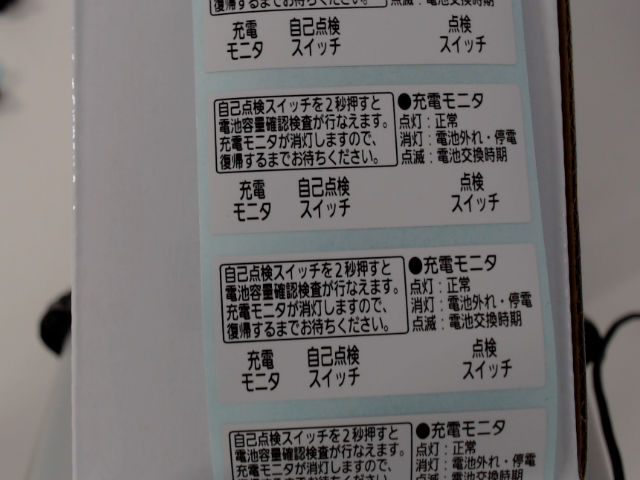 復帰するまでお待ちください。
点滅：電池交換時期
充電
モニタ
自己点検
スイッチ
点検
スイッチ
自己点検スイッチを2秒押すと
電池容量確認検査が行なえます。
充電モニタが消灯しますので、
復帰するまでお待ちください。
●充電モニタ
点灯：正常
消灯：電池外れ・停電
点滅：電池交換時期
充電
モニタ
自己点検
スイッチ
点検
スイッチ
自己点検スイッチを2秒押すと
電池容量確認検査が行なえます。
充電モニタが消灯しますので、
復帰するまでお待ちください。
●充電モニタ
点灯：正常
消灯：電池外れ・停電
点滅：電池交換時期
充電
モニタ
自己点検
スイッチ
点検
スイッチ
自己点検スイッチを2秒押すと
電池容量確認検査が行なえます。
充電モニタが消灯しますので、
●充電モニタ
点灯：正常
消灯：電池外れ・停電
点滅：電池交換時期